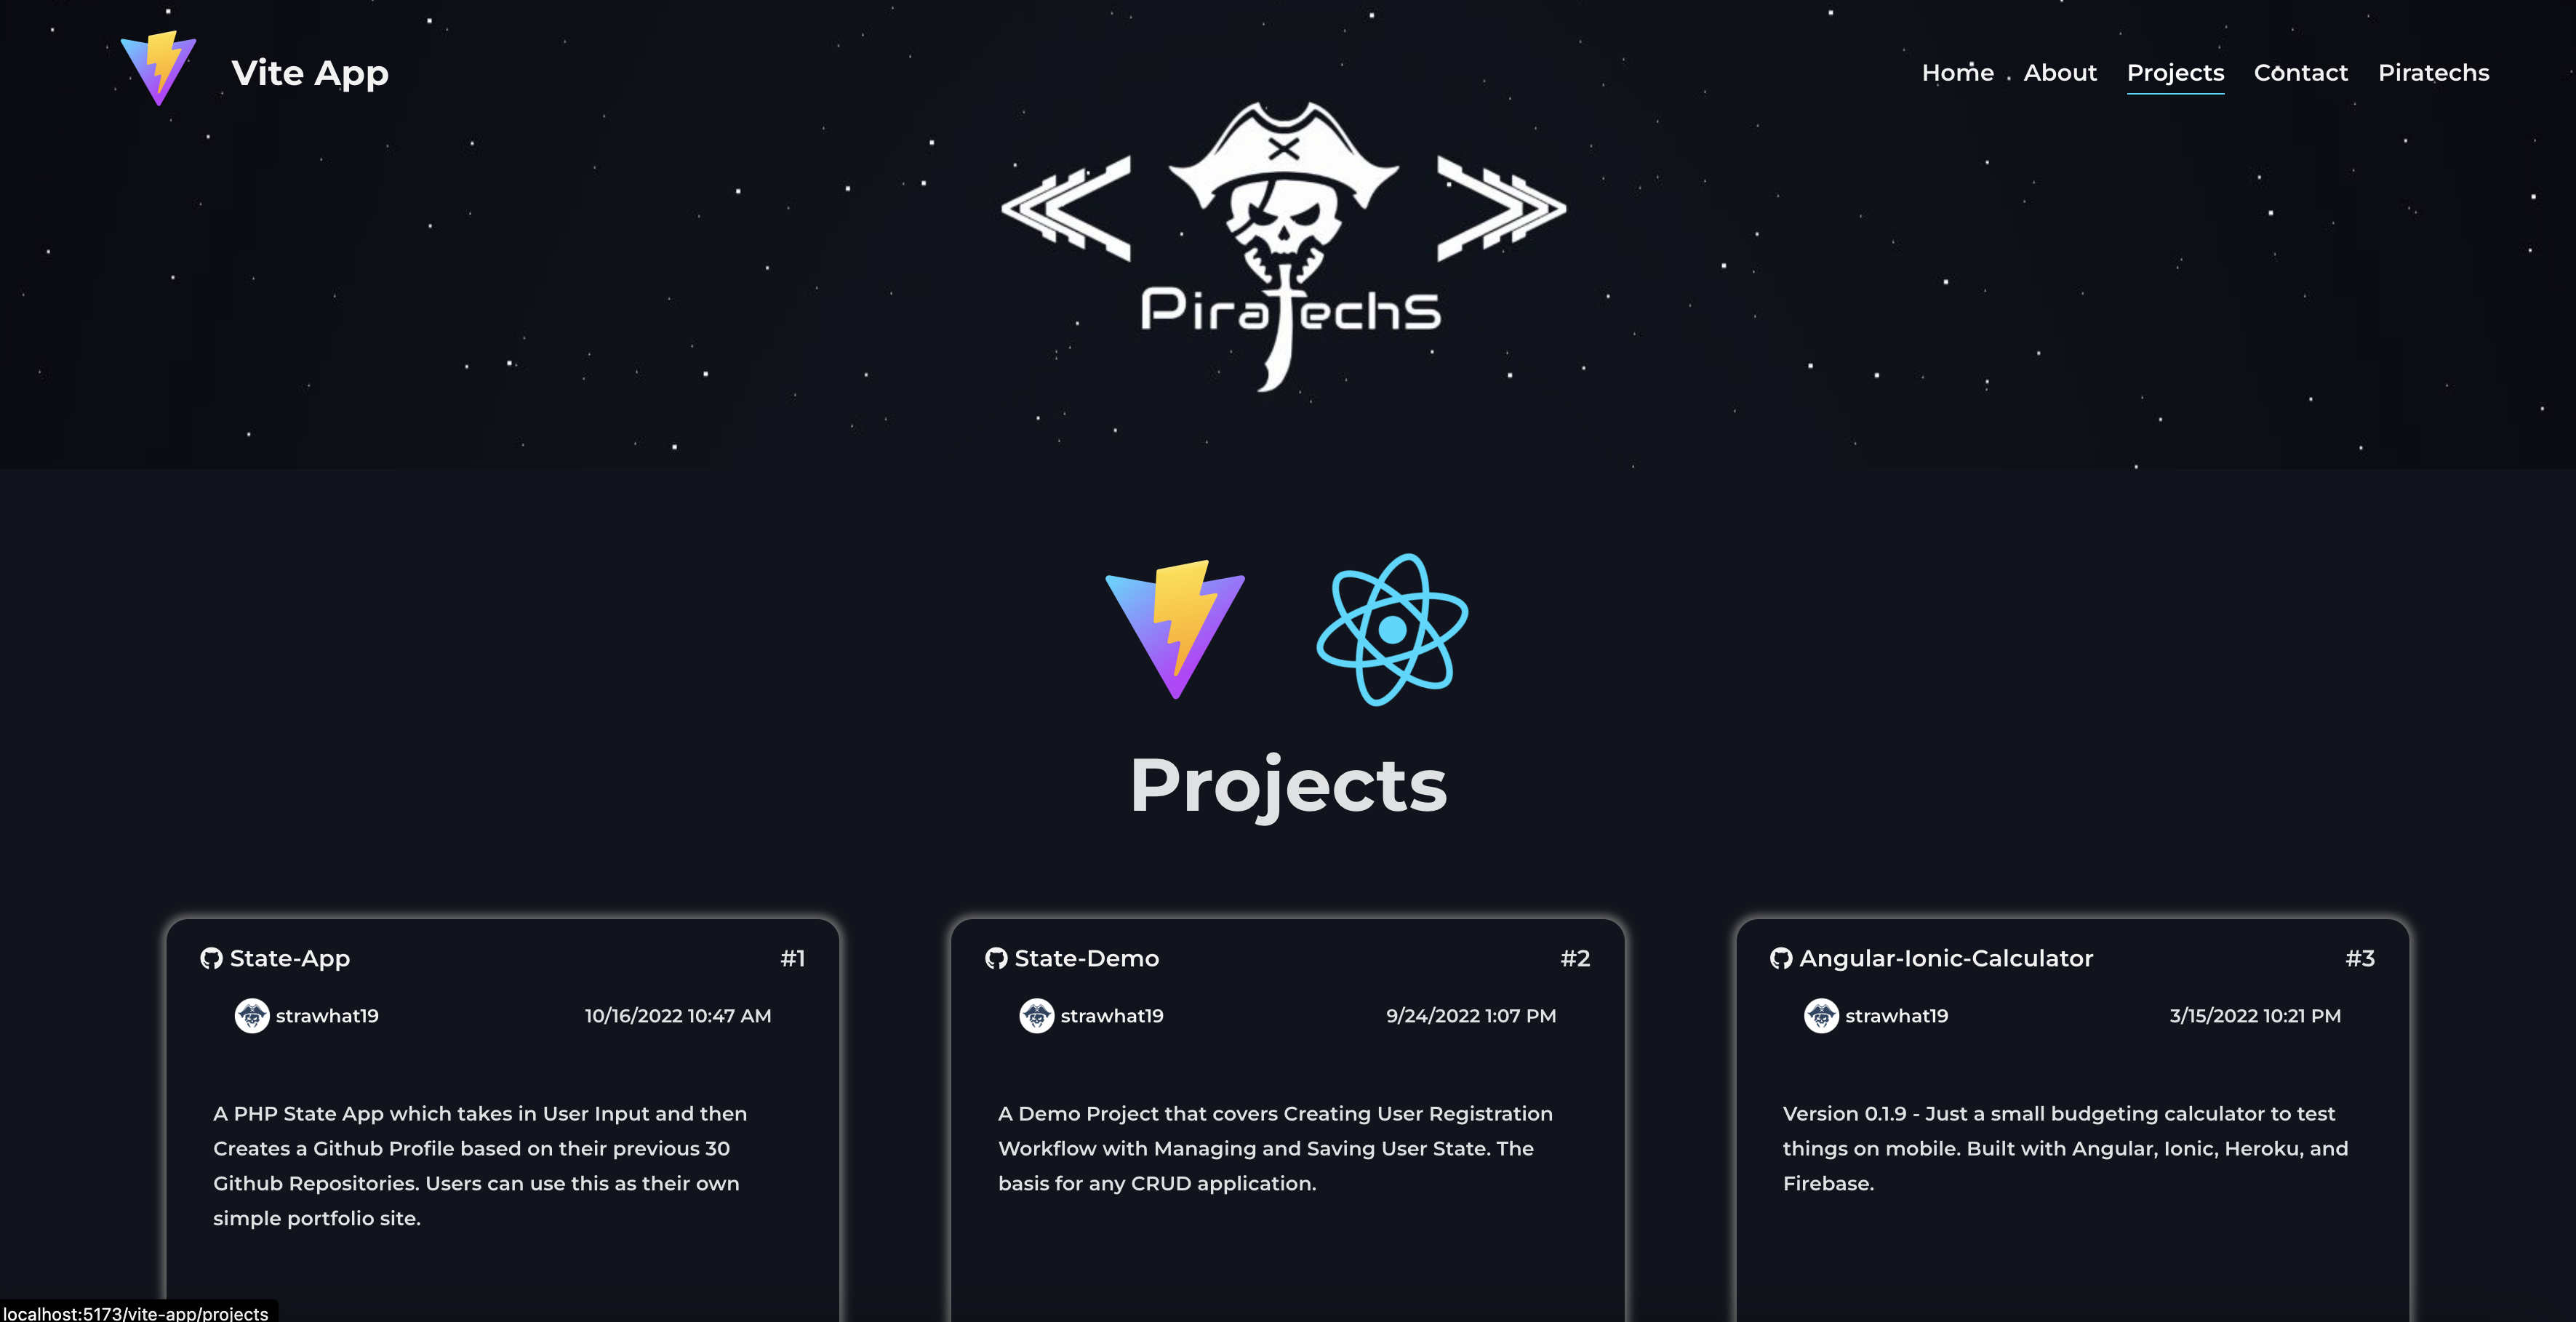 Vite App
Home About Projects Contact Piratechs
PiratechS
Projects
State-App #1
strawhat19 10/16/2022 10:47 AM
A PHP State App which takes in User Input and then
Creates a Github Profile based on their previous 30
Github Repositories. Users can use this as their own
simple portfolio site.
State-Demo #2
strawhat19 9/24/2022 1:07 PM
A Demo Project that covers Creating User Registration
Workflow with Managing and Saving User State. The
basis for any CRUD application.
Angular-Ionic-Calculator #3
strawhat19 3/15/2022 10:21 PM
Version 0.1.9 - Just a small budgeting calculator to test
things on mobile. Built with Angular, Ionic, Heroku, and
Firebase.
localhost:5173/vite-app/projects